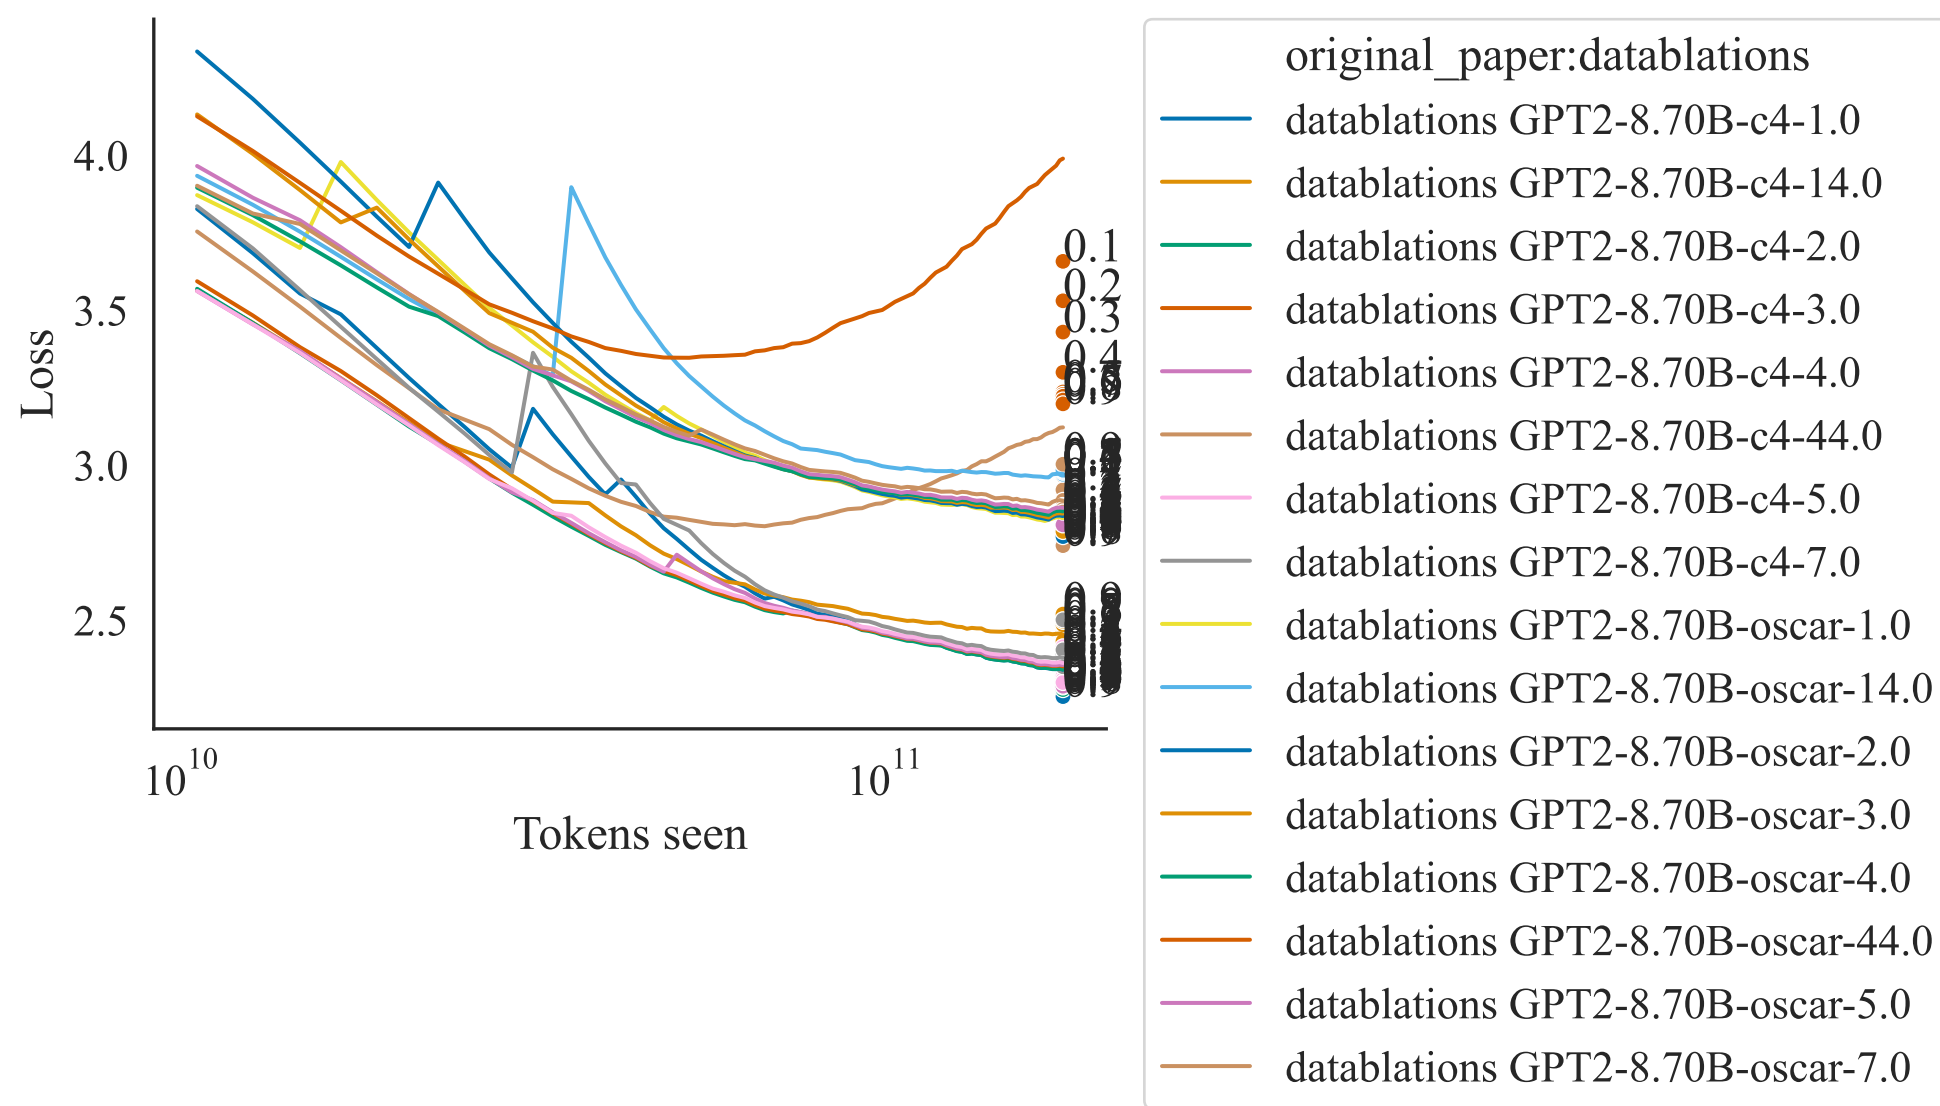 original_paper:datablations
datablations GPT2-8.70B-c4-1.0
datablations GPT2-8.70B-c4-14.0
datablations GPT2-8.70B-c4-2.0
datablations GPT2-8.70B-c4-3.0
datablations GPT2-8.70B-c4-4.0
datablations GPT2-8.70B-c4-44.0
datablations GPT2-8.70B-c4-5.0
datablations GPT2-8.70B-c4-7.0
datablations GPT2-8.70B-oscar-1.0
datablations GPT2-8.70B-oscar-14.0
datablations GPT2-8.70B-oscar-2.0
datablations GPT2-8.70B-oscar-3.0
datablations GPT2-8.70B-oscar-4.0
datablations GPT2-8.70B-oscar-44.0
datablations GPT2-8.70B-oscar-5.0
datablations GPT2-8.70B-oscar-7.0
Loss
4.0
3.5
3.0
2.5
0.1
0.2
0.3
0.4
10^10
10^11
Tokens seen